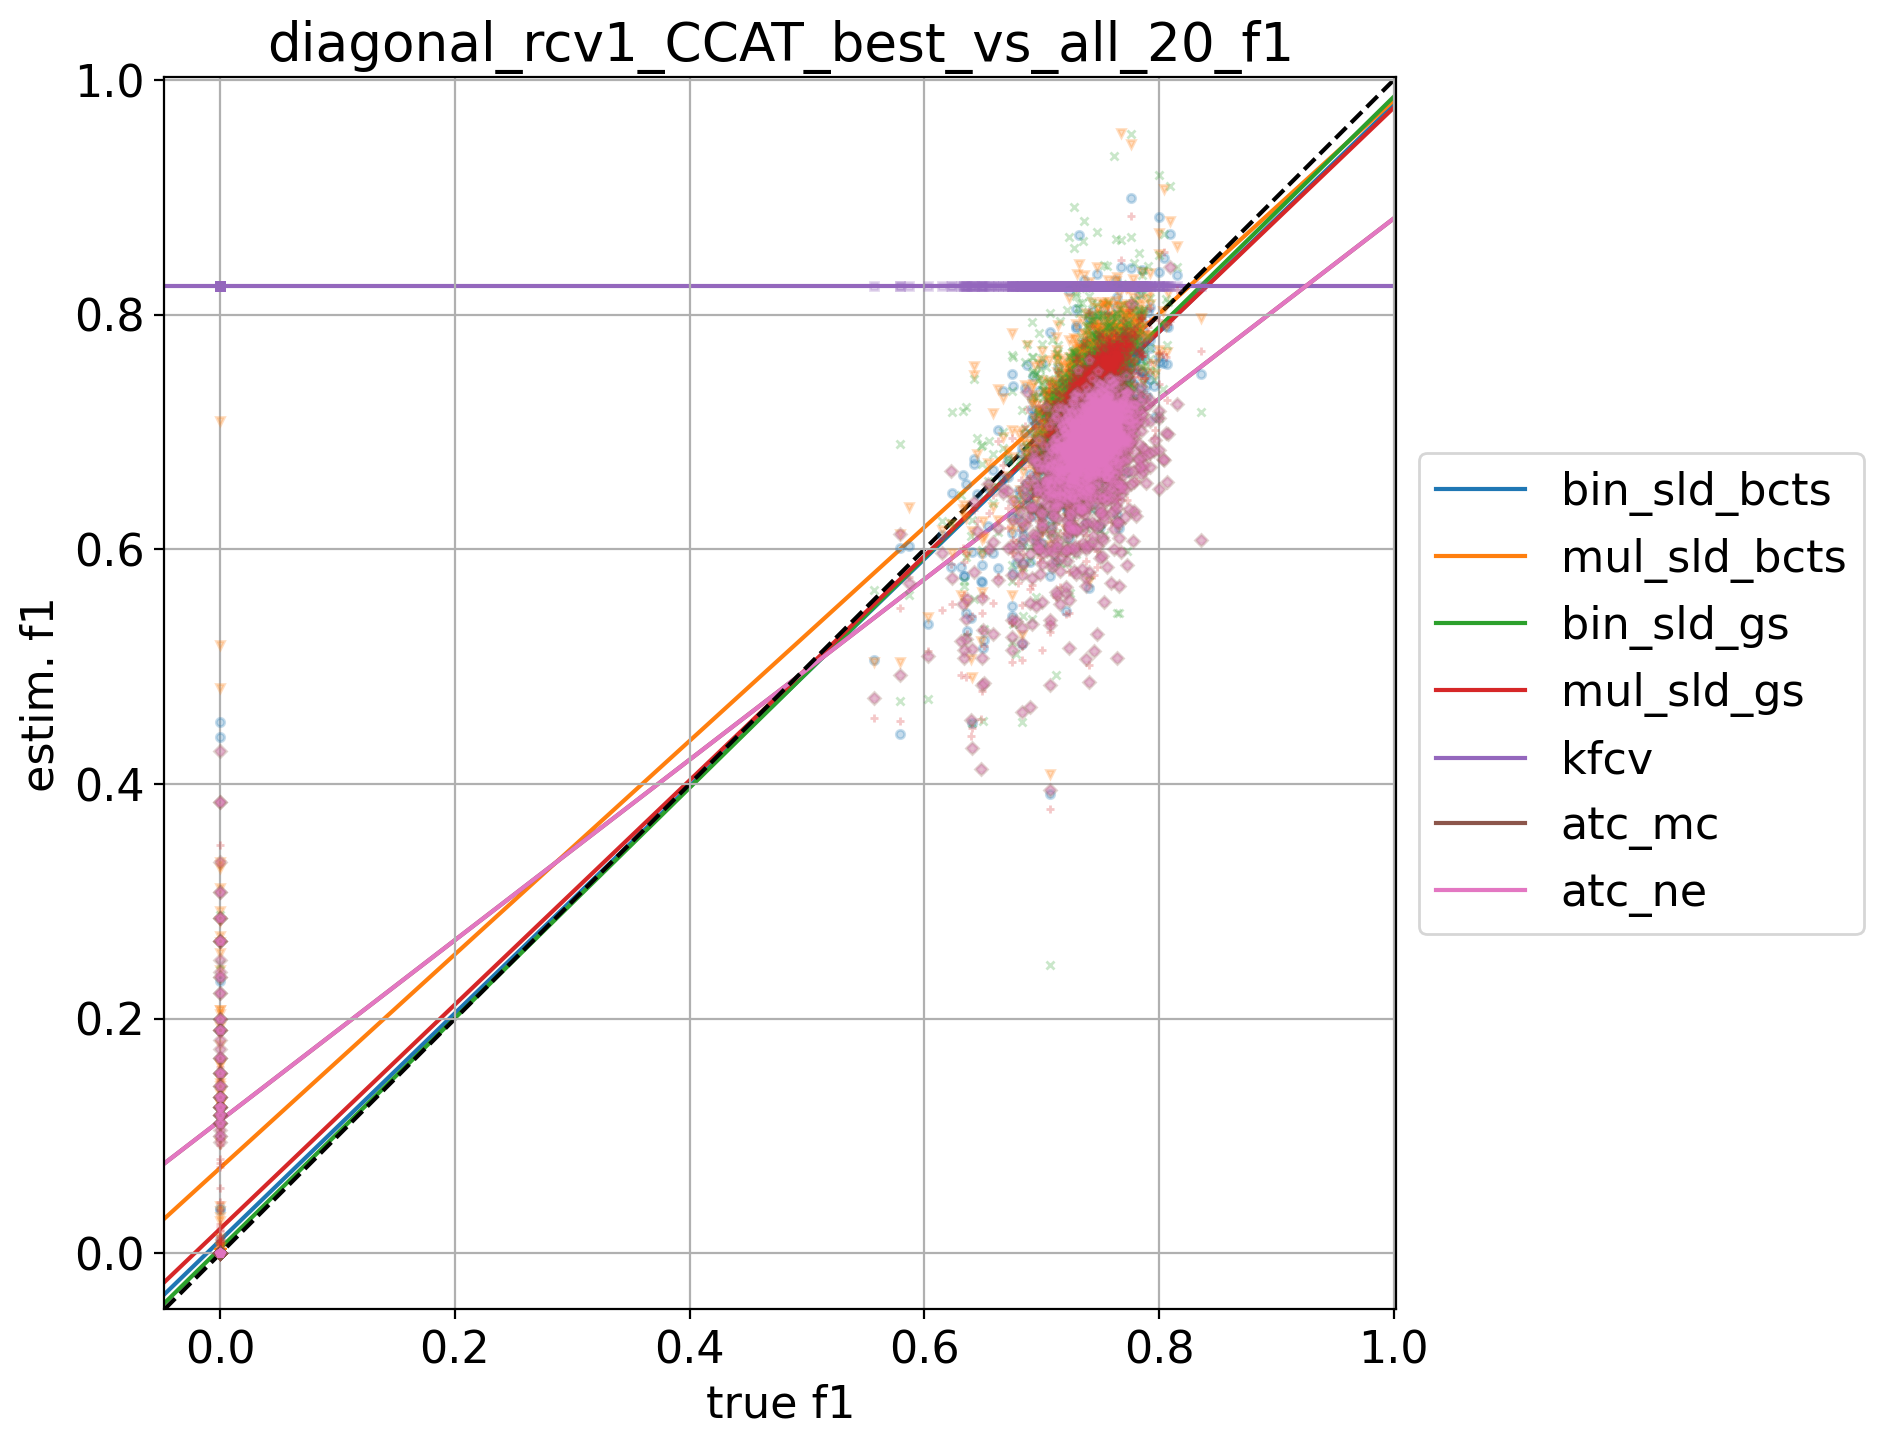 diagonal_rcv1_CCAT_best_vs_all_20_f1
1.0
0.8
0.6
0.4
0.2
0.0
estim. f1
0.0 0.2 0.4 0.6 0.8 1.0
true f1
bin_sld_bcts
mul_sld_bcts
bin_sld_gs
mul_sld_gs
kfcv
atc_mc
atc_ne